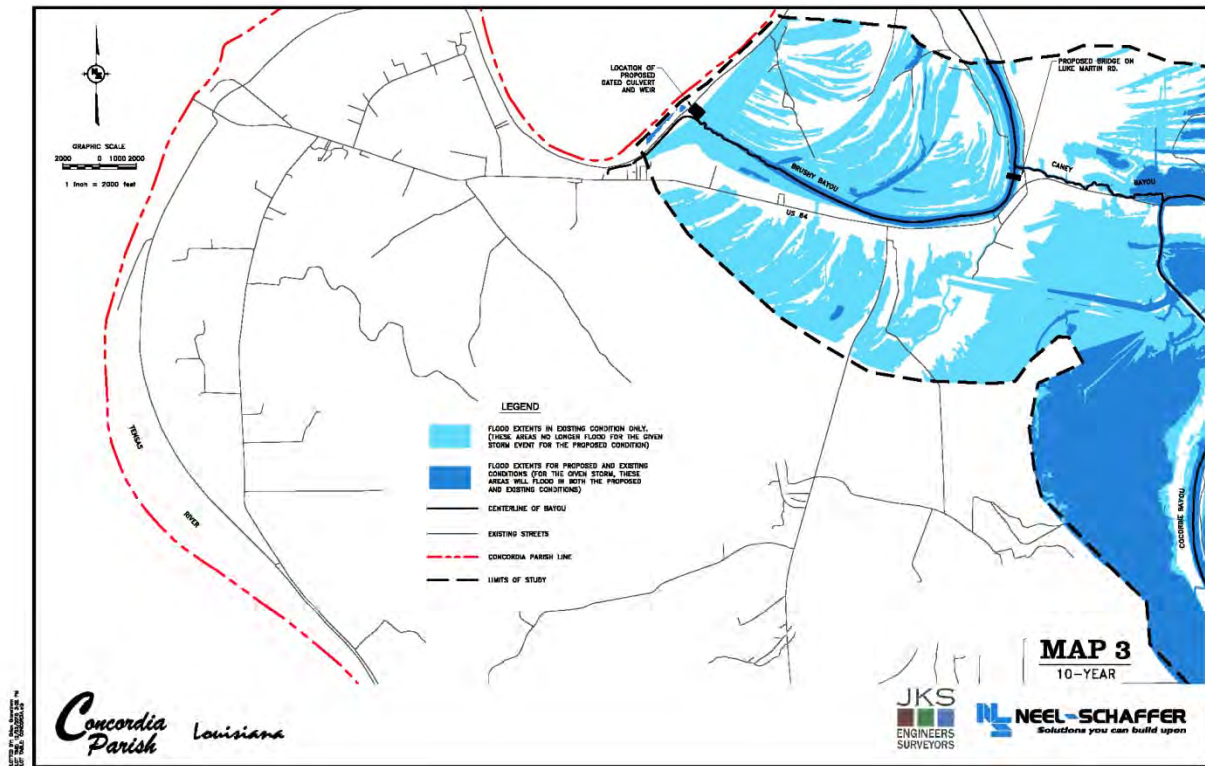 LOCATION OF
PROPOSED
GATED CULVERT
AND WEIR
PROPOSED BRIDGE ON
LUKE MARTIN RD.
GRAPHIC SCALE
2000 0 1000 2000
1 Inch = 2000 feet
BRUSHY BAYOU
CANEY
BAYOU
US 84
TENSAS
RIVER
COCODRIE BAYOU
LEGEND
FLOOD EXTENTS IN EXISTING CONDITION ONLY.
(THESE AREAS NO LONGER FLOOD FOR THE GIVEN
STORM EVENT FOR THE PROPOSED CONDITION)
FLOOD EXTENTS FOR PROPOSED AND EXISTING
CONDITIONS (FOR THE GIVEN STORM, THESE
AREAS WILL FLOOD IN BOTH THE PROPOSED
AND EXISTING CONDITIONS)
CENTERLINE OF BAYOU
EXISTING STREETS
CONCORDIA PARISH LINE
LIMITS OF STUDY
MAP 3
10-YEAR
Concordia
Parish
Louisiana
JKS
ENGINEERS
SURVEYORS
NEEL-SCHAFFER
Solutions you can build upon